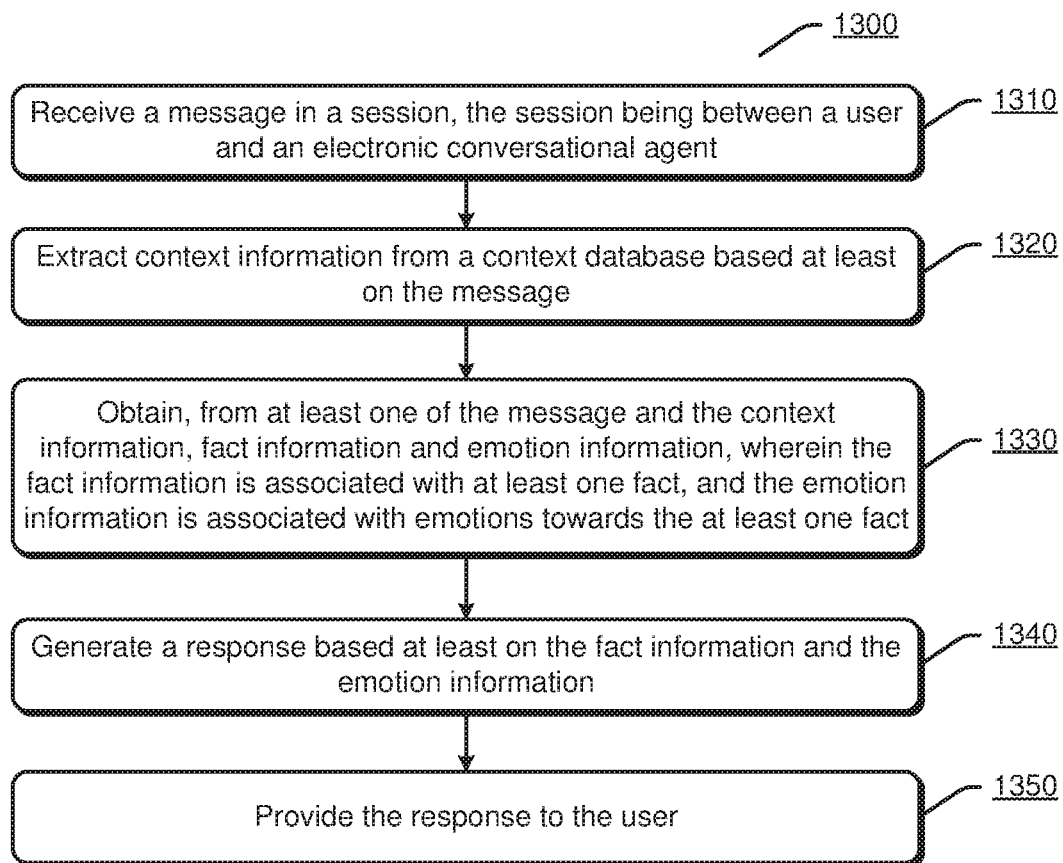 1300
Receive a message in a session, the session being between a user
and an electronic conversational agent
1310
Extract context information from a context database based at least
on the message
1320
Obtain, from at least one of the message and the context
information, fact information and emotion information, wherein the
fact information is associated with at least one fact, and the emotion
information is associated with emotions towards the at least one fact
1330
Generate a response based at least on the fact information and the
emotion information
1340
Provide the response to the user
1350